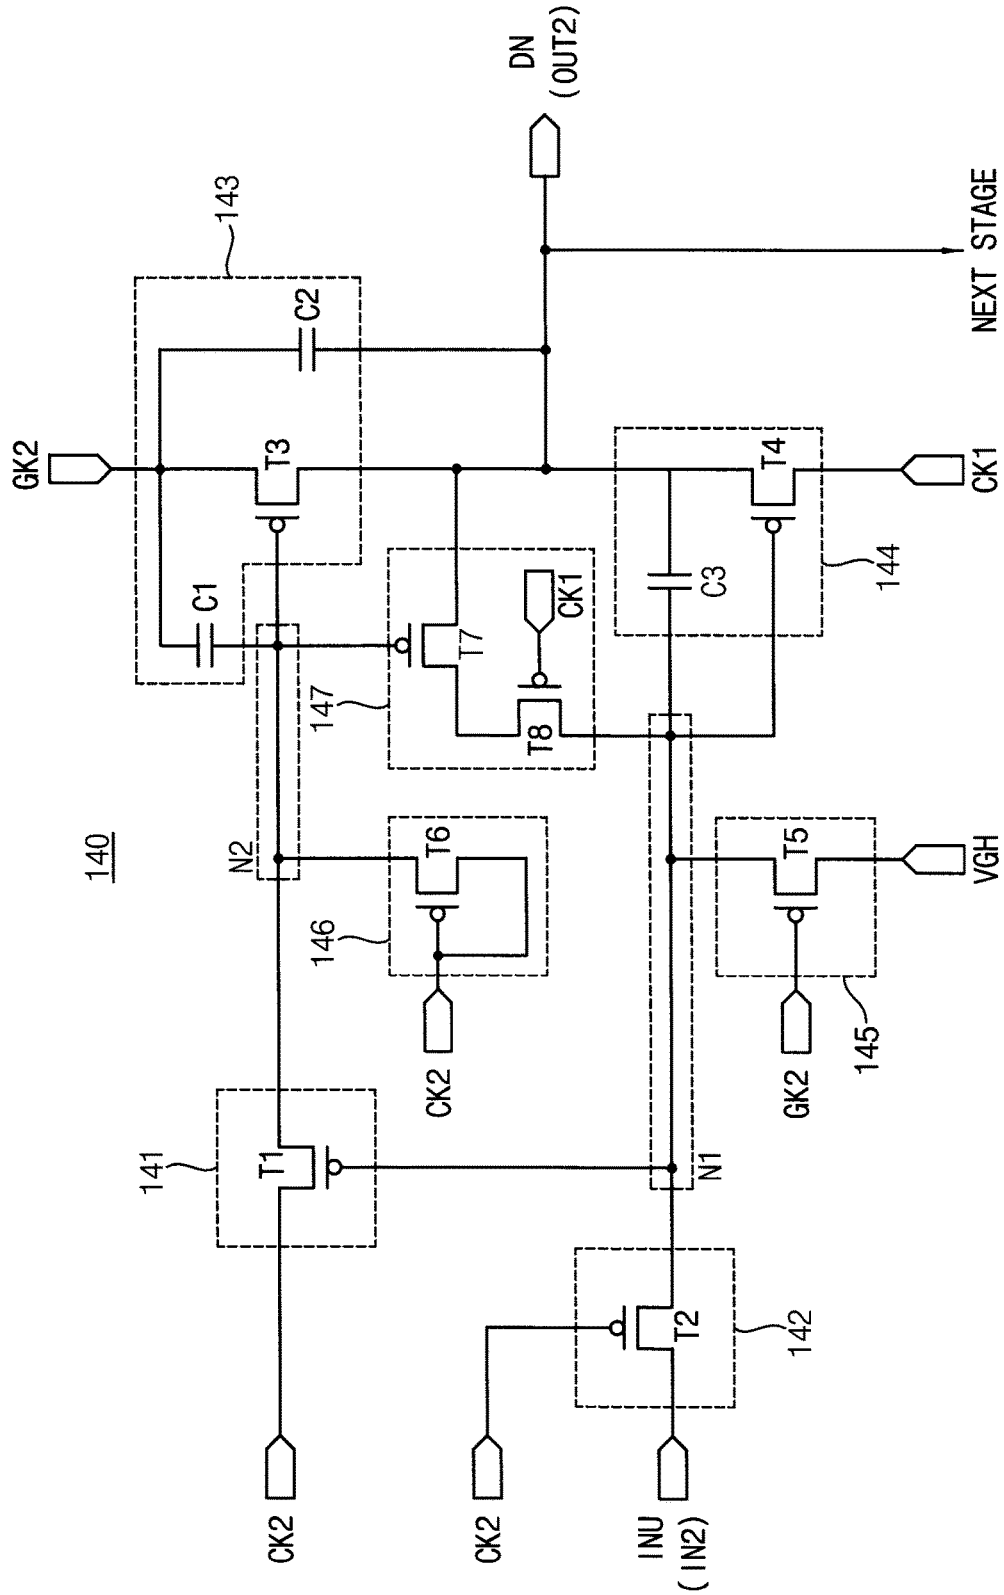 140
GK2
143
C1
C2
T3
DN
(OUT2)
141
T1
N2
147
T7
CK2
146
T6
CK2
T8
CK1
144
C3
T4
CK1
NEXT STAGE
CK2
142
T2
INU
(IN2)
N1
GK2
145
T5
VGH